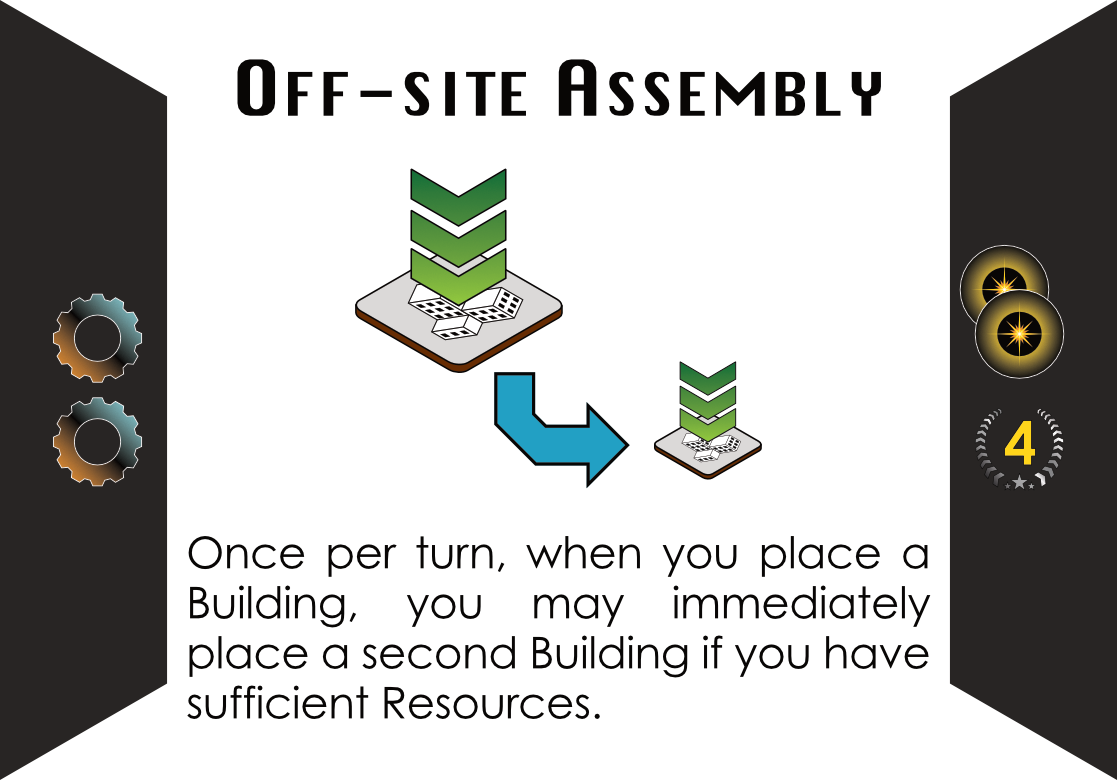 Off-site Assembly
4
Once per turn, when you place a
Building, you may immediately
place a second Building if you have
sufficient Resources.